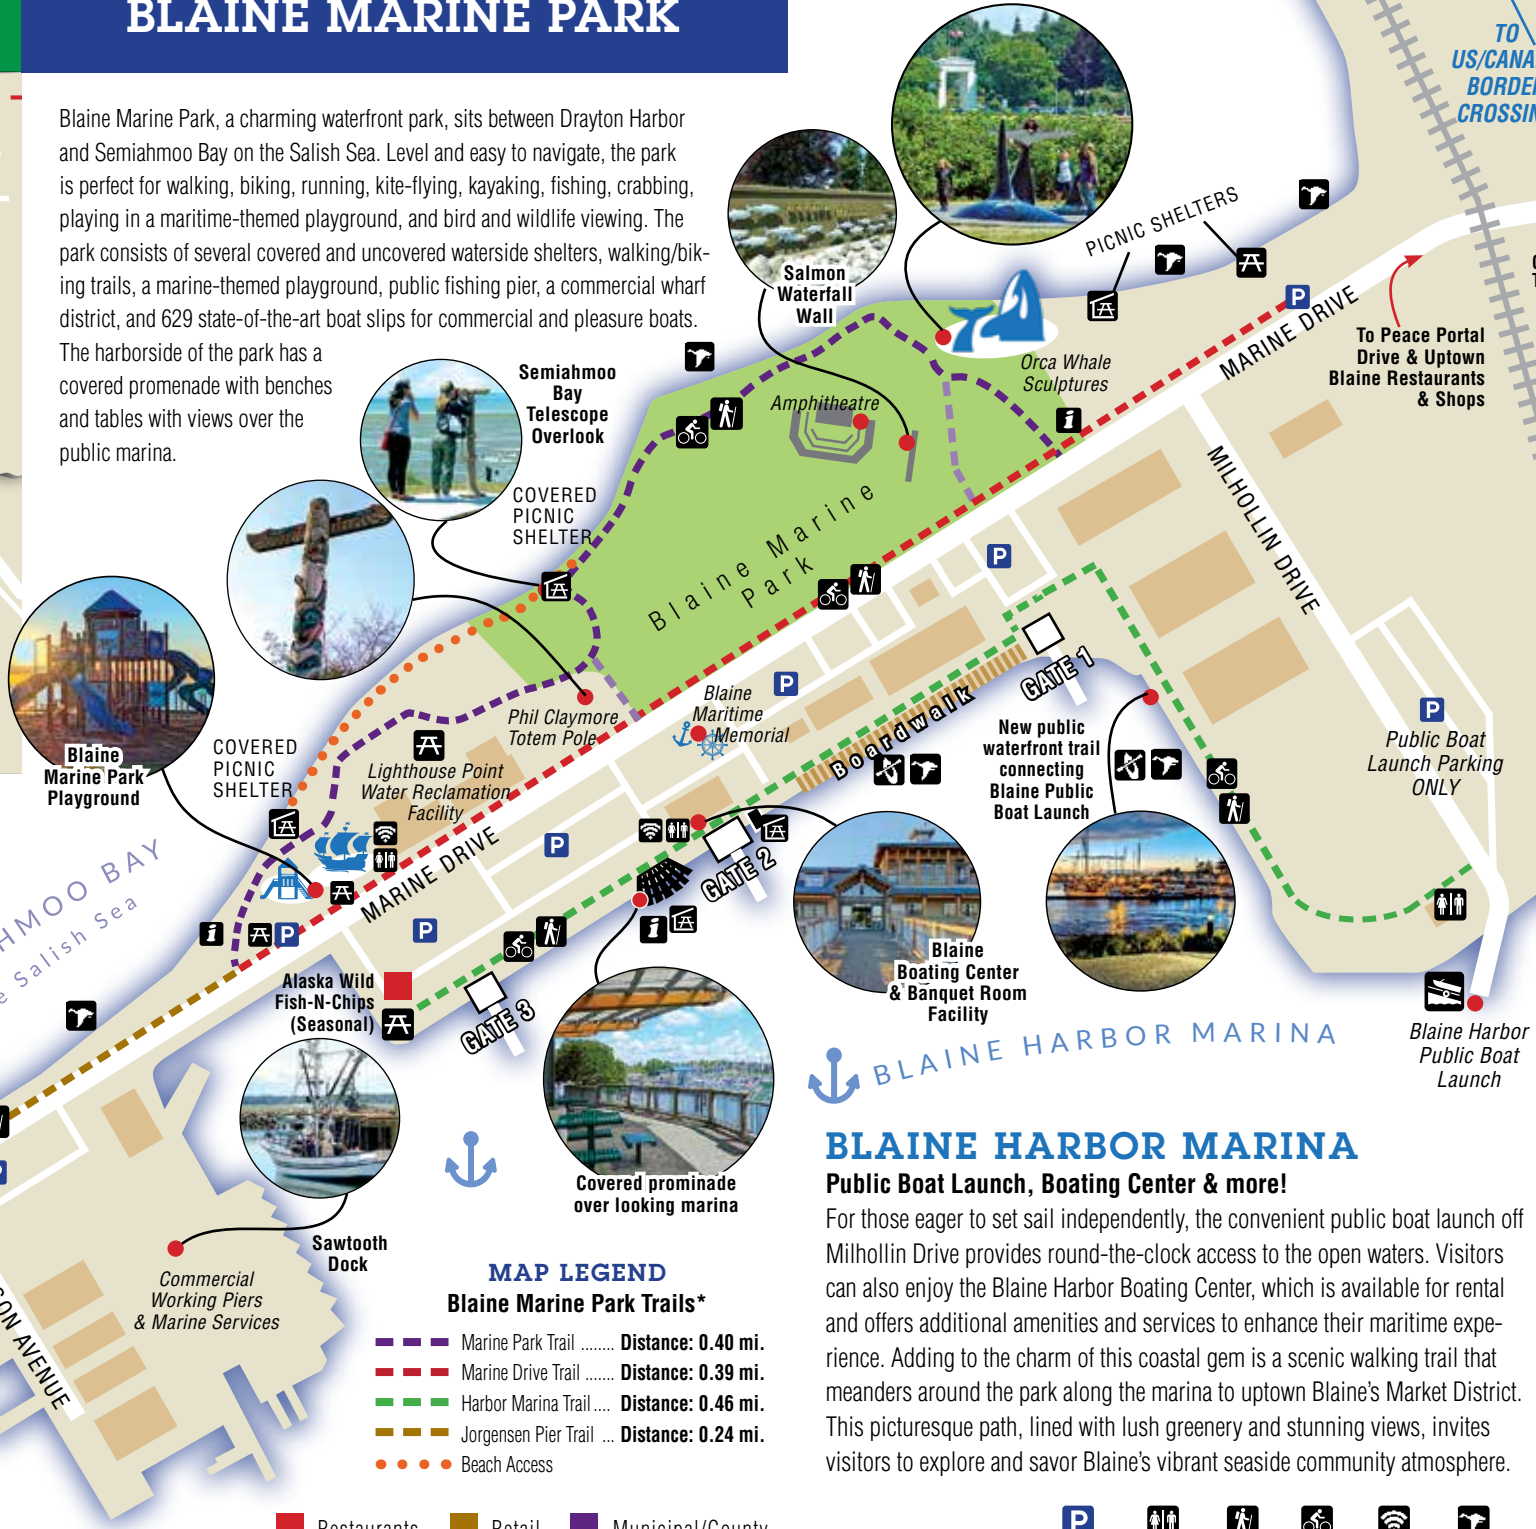 BLAINE MARINE PARK
Blaine Marine Park, a charming waterfront park, sits between Drayton Harbor
and Semiahmoo Bay on the Salish Sea. Level and easy to navigate, the park
is perfect for walking, biking, running, kite-flying, kayaking, fishing, crabbing,
playing in a maritime-themed playground, and bird and wildlife viewing. The
park consists of several covered and uncovered waterside shelters, walking/bik-
ing trails, a marine-themed playground, public fishing pier, a commercial wharf
district, and 629 state-of-the-art boat slips for commercial and pleasure boats.
The harborside of the park has a
covered promenade with benches
and tables with views over the
public marina.
TO
US/CANA
BORDER
CROSSIN
PICNIC SHELTERS
Salmon
Waterfall
Wall
P
MARINE DRIVE
To Peace Portal
Drive & Uptown
Blaine Restaurants
& Shops
Orca Whale
Sculptures
Semiahmoo
Bay
Telescope
Overlook
Amphitheatre
i
COVERED
PICNIC
SHELTER
Blaine Marine
Park
MILHOLLIN DRIVE
P
GATE 1
Blaine
Maritime
Memorial
P
Boardwalk
Phil Claymore
Totem Pole
New public
waterfront trail
connecting
Blaine Public
Boat Launch
P
Public Boat
Launch Parking
ONLY
Blaine
Marine Park
Playground
COVERED
PICNIC
SHELTER
Lighthouse Point
Water Reclamation
Facility
MARINE DRIVE
P
GATE 2
HMOO BAY
e Salish Sea
i
P
P
i
Alaska Wild
Fish-N-Chips
(Seasonal)
GATE 3
Blaine
Boating Center
& Banquet Room
Facility
BLAINE HARBOR MARINA
Blaine Harbor
Public Boat
Launch
Covered prominade
over looking marina
Sawtooth
Dock
Commercial
Working Piers
& Marine Services
SON AVENUE
MAP LEGEND
Blaine Marine Park Trails*
Marine Park Trail ........ Distance: 0.40 mi.
Marine Drive Trail ....... Distance: 0.39 mi.
Harbor Marina Trail .... Distance: 0.46 mi.
Jorgensen Pier Trail ... Distance: 0.24 mi.
Beach Access
Restaurants Retail Municipal/County
BLAINE HARBOR MARINA
Public Boat Launch, Boating Center & more!
For those eager to set sail independently, the convenient public boat launch off
Milhollin Drive provides round-the-clock access to the open waters. Visitors
can also enjoy the Blaine Harbor Boating Center, which is available for rental
and offers additional amenities and services to enhance their maritime expe-
rience. Adding to the charm of this coastal gem is a scenic walking trail that
meanders around the park along the marina to uptown Blaine's Market District.
This picturesque path, lined with lush greenery and stunning views, invites
visitors to explore and savor Blaine's vibrant seaside community atmosphere.
P